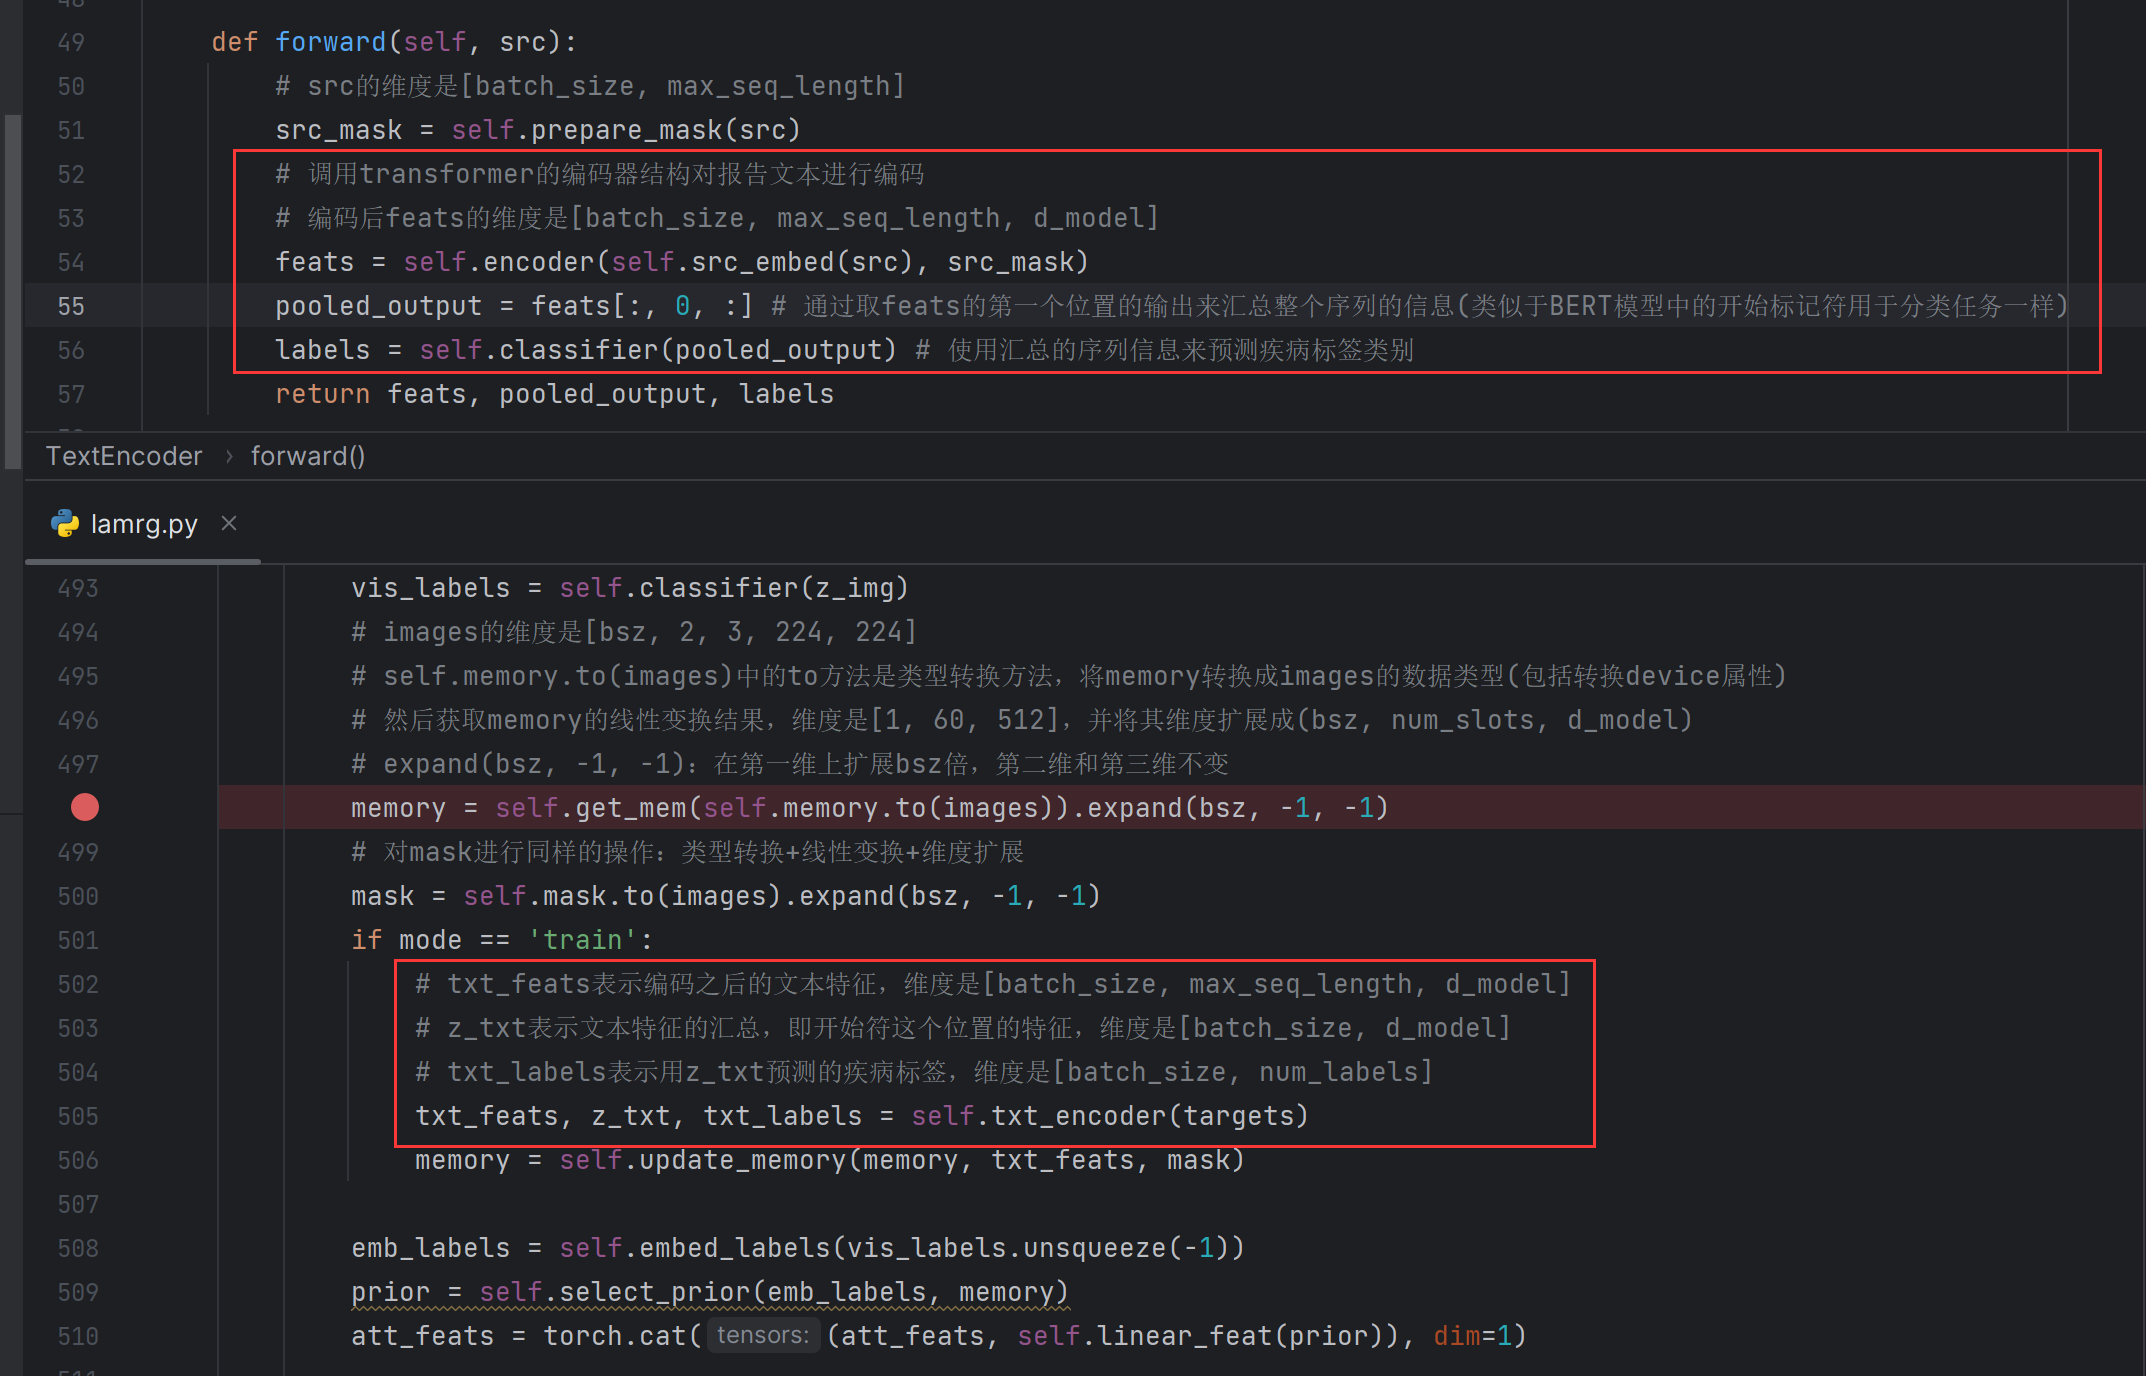 49 def forward(self, src):
50 # src的维度是[batch_size, max_seq_length]
51 src_mask = self.prepare_mask(src)
52 # 调用transformer的编码器结构对报告文本进行编码
53 # 编码后feats的维度是[batch_size, max_seq_length, d_model]
54 feats = self.encoder(self.src_embed(src), src_mask)
55 pooled_output = feats[:, 0, :] # 通过取feats的第一个位置的输出来汇总整个序列的信息(类似于BERT模型中的开始标记符用于分类任务一样)
56 labels = self.classifier(pooled_output) # 使用汇总的序列信息来预测疾病标签类别
57 return feats, pooled_output, labels
TextEncoder › forward()
lamrg.py ×
493 vis_labels = self.classifier(z_img)
494 # images的维度是[bsz, 2, 3, 224, 224]
495 # self.memory.to(images)中的to方法是类型转换方法，将memory转换成images的数据类型(包括转换device属性)
496 # 然后获取memory的线性变换结果，维度是[1, 60, 512]，并将其维度扩展成(bsz, num_slots, d_model)
497 # expand(bsz, -1, -1)：在第一维上扩展bsz倍，第二维和第三维不变
memory = self.get_mem(self.memory.to(images)).expand(bsz, -1, -1)
499 # 对mask进行同样的操作：类型转换+线性变换+维度扩展
500 mask = self.mask.to(images).expand(bsz, -1, -1)
501 if mode == 'train':
502 # txt_feats表示编码之后的文本特征，维度是[batch_size, max_seq_length, d_model]
503 # z_txt表示文本特征的汇总，即开始符这个位置的特征，维度是[batch_size, d_model]
504 # txt_labels表示用z_txt预测的疾病标签，维度是[batch_size, num_labels]
505 txt_feats, z_txt, txt_labels = self.txt_encoder(targets)
506 memory = self.update_memory(memory, txt_feats, mask)
507
508 emb_labels = self.embed_labels(vis_labels.unsqueeze(-1))
509 prior = self.select_prior(emb_labels, memory)
510 att_feats = torch.cat( tensors: (att_feats, self.linear_feat(prior)), dim=1)